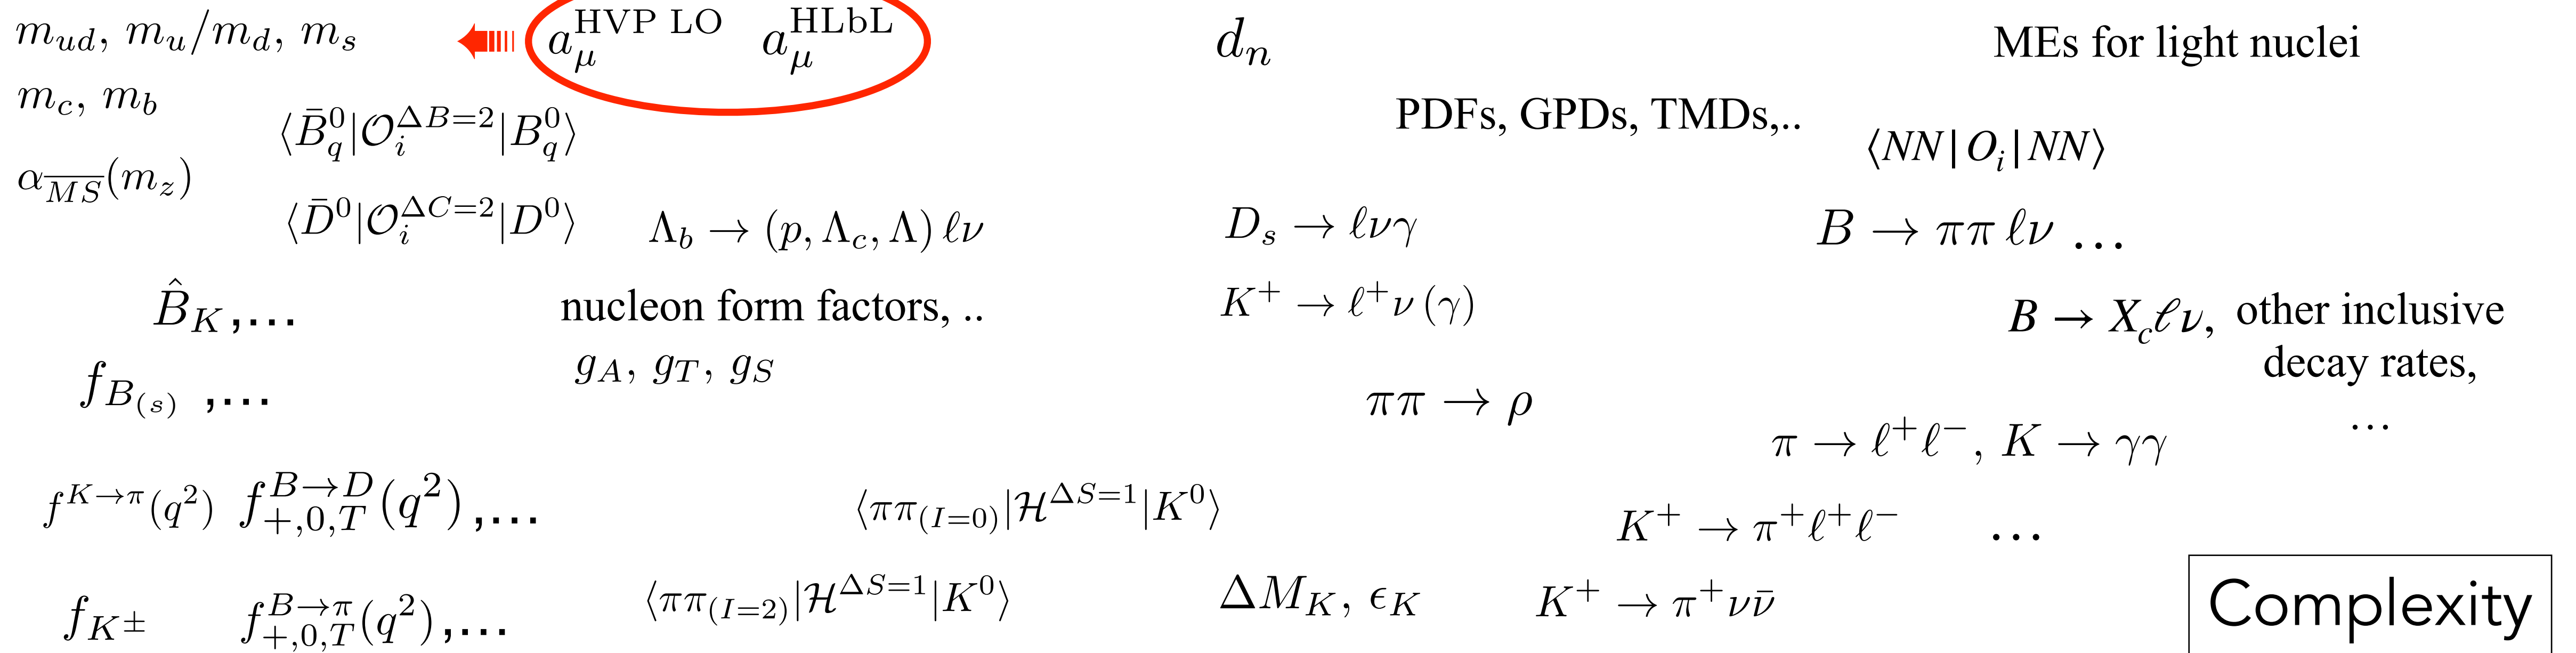 m_{ud}, m_u/m_d, m_s
a_μ^{HVP LO} a_μ^{HLbL}
d_n
MEs for light nuclei
m_c, m_b
⟨B̄_q^0|𝒪_i^{ΔB=2}|B_q^0⟩
PDFs, GPDs, TMDs,..
⟨NN|O_i|NN⟩
α_{\overline{MS}}(m_z)
⟨D̄^0|𝒪_i^{ΔC=2}|D^0⟩
Λ_b → (p, Λ_c, Λ) ℓν
D_s → ℓνγ
B → ππ ℓν ...
B̂_K,...
nucleon form factors, ..
K^+ → ℓ^+ν (γ)
B → X_cℓν,
other inclusive
decay rates,
...
f_{B_{(s)}} ,...
g_A, g_T, g_S
ππ → ρ
π → ℓ^+ℓ^-, K → γγ
f^{K→π}(q^2) f_{+,0,T}^{B→D}(q^2),...
⟨ππ_{(I=0)}|ℋ^{ΔS=1}|K^0⟩
K^+ → π^+ℓ^+ℓ^- ...
f_{K^±} f_{+,0,T}^{B→π}(q^2),...
⟨ππ_{(I=2)}|ℋ^{ΔS=1}|K^0⟩
ΔM_K, ϵ_K
K^+ → π^+νν̄
Complexity